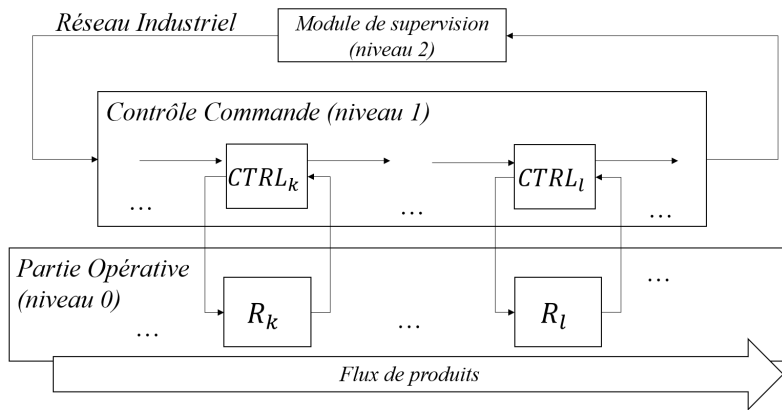 Réseau Industriel
Module de supervision
(niveau 2)
Contrôle Commande (niveau 1)
CTRLₖ
CTRLₗ
...
...
...
Partie Opérative
(niveau 0)
...
Rₖ
...
Rₗ
...
Flux de produits